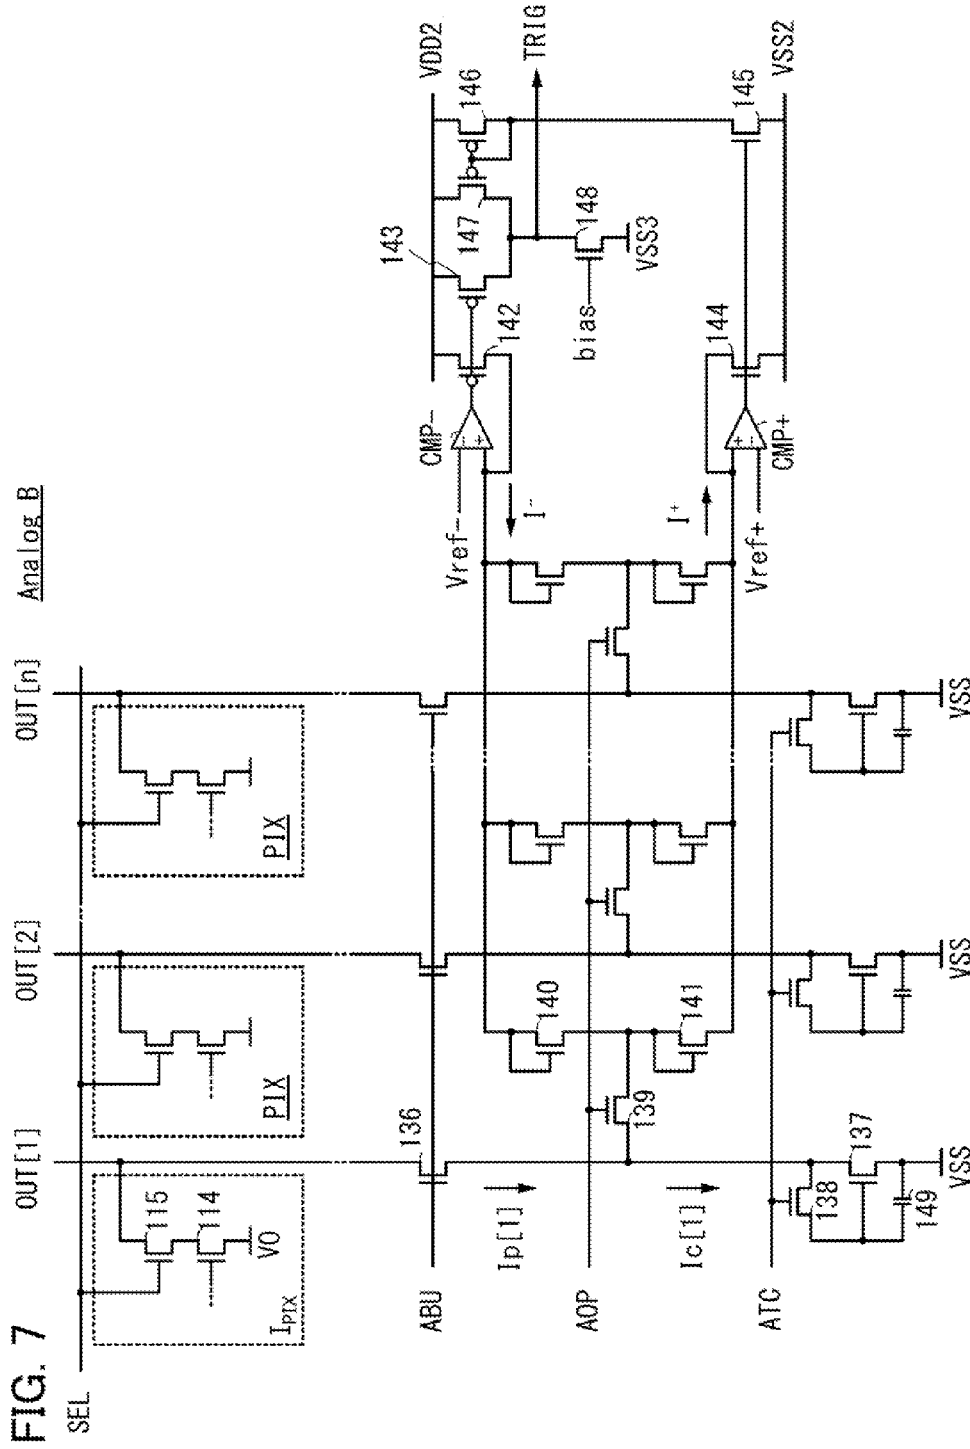 FIG. 7
Analog B
OUT[1]
OUT[2]
OUT[n]
SEL
115
114
VO
IPIX
PIX
PIX
ABU
136
Ip[1]
AOP
139
140
141
Ic[1]
ATC
138
137
149
VSS
VSS
VSS
Vref-
CMP-
I-
I+
Vref+
CMP+
142
143
144
145
146
147
148
bias
VDD2
VSS3
VSS2
TRIG